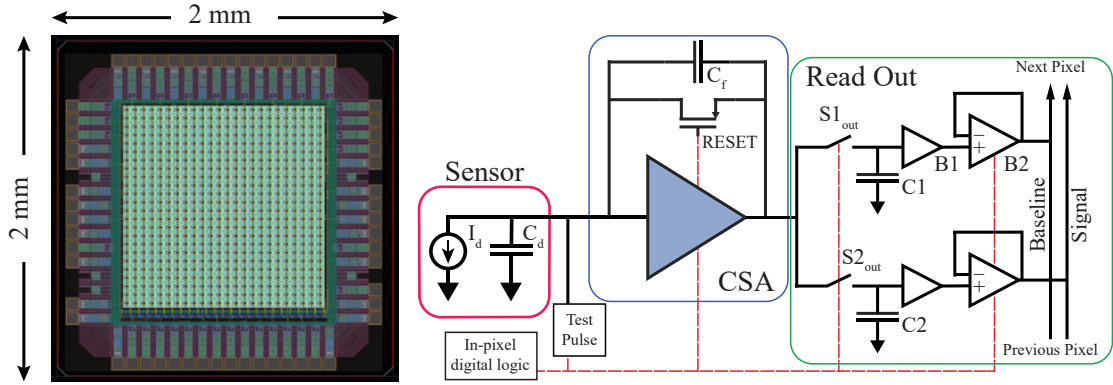 2 mm
2 mm
Sensor
I_d
C_d
Test
Pulse
In-pixel
digital logic
C_f
RESET
CSA
Read Out
S1_out
C1
B1
B2
−
+
S2_out
C2
−
+
Next Pixel
Baseline
Signal
Previous Pixel